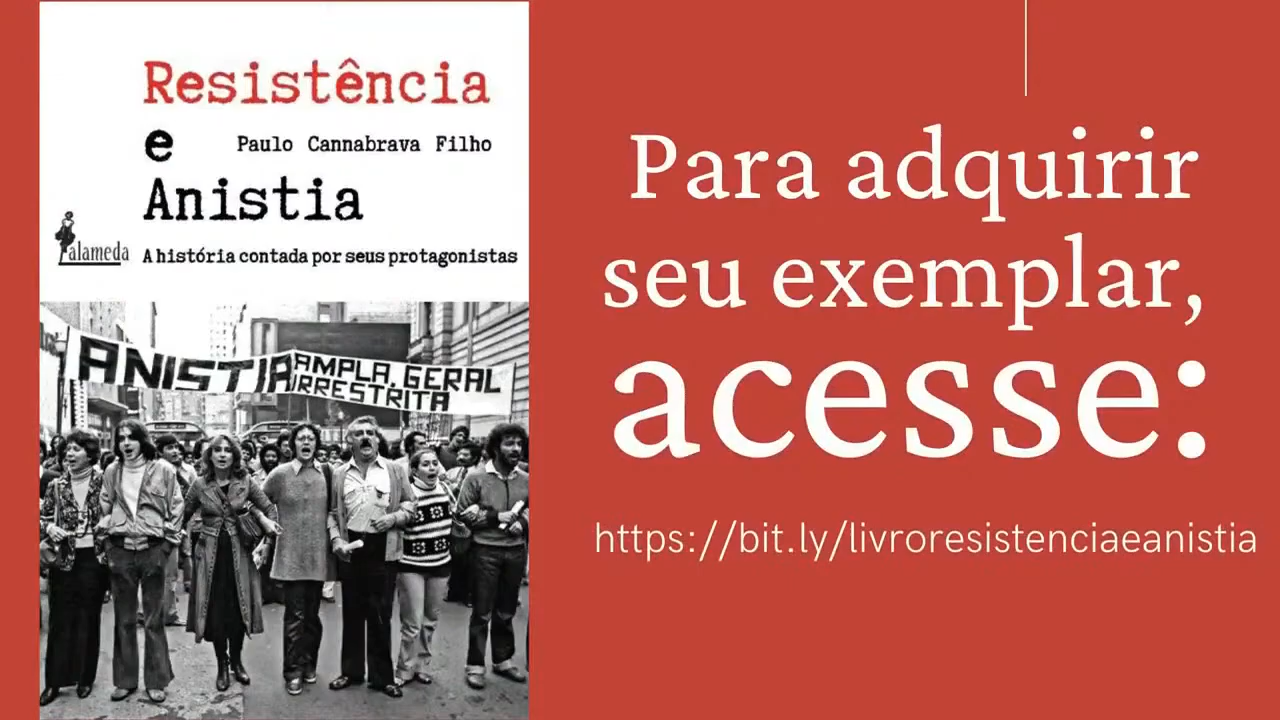 Resistência
e
Paulo Cannabrava Filho
Anistia
alameda
A história contada por seus protagonistas
ANISTIA AMPLA, GERAL
IRRESTRITA
Para adquirir
seu exemplar,
acesse:
https://bit.ly/livroresistenciaeanistia